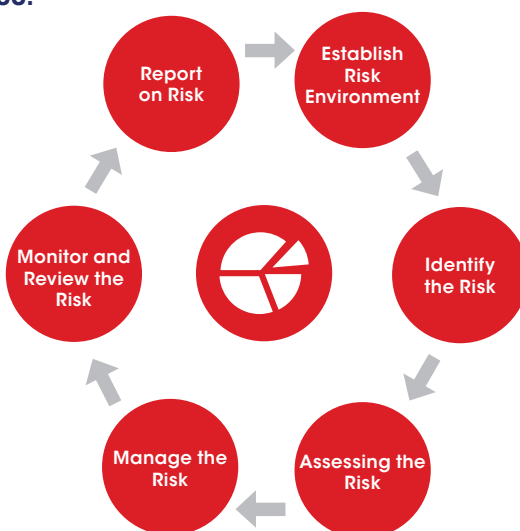 Report
on Risk
Establish
Risk
Environment
Identify
the Risk
Assessing the
Risk
Manage the
Risk
Monitor and
Review the
Risk